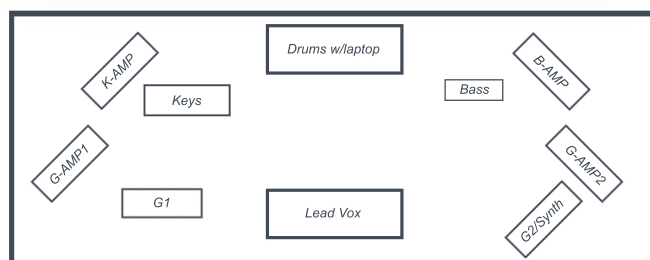 Drums w/laptop
K-AMP
B-AMP
Keys
Bass
G-AMP1
G-AMP2
G1
Lead Vox
G2/Synth